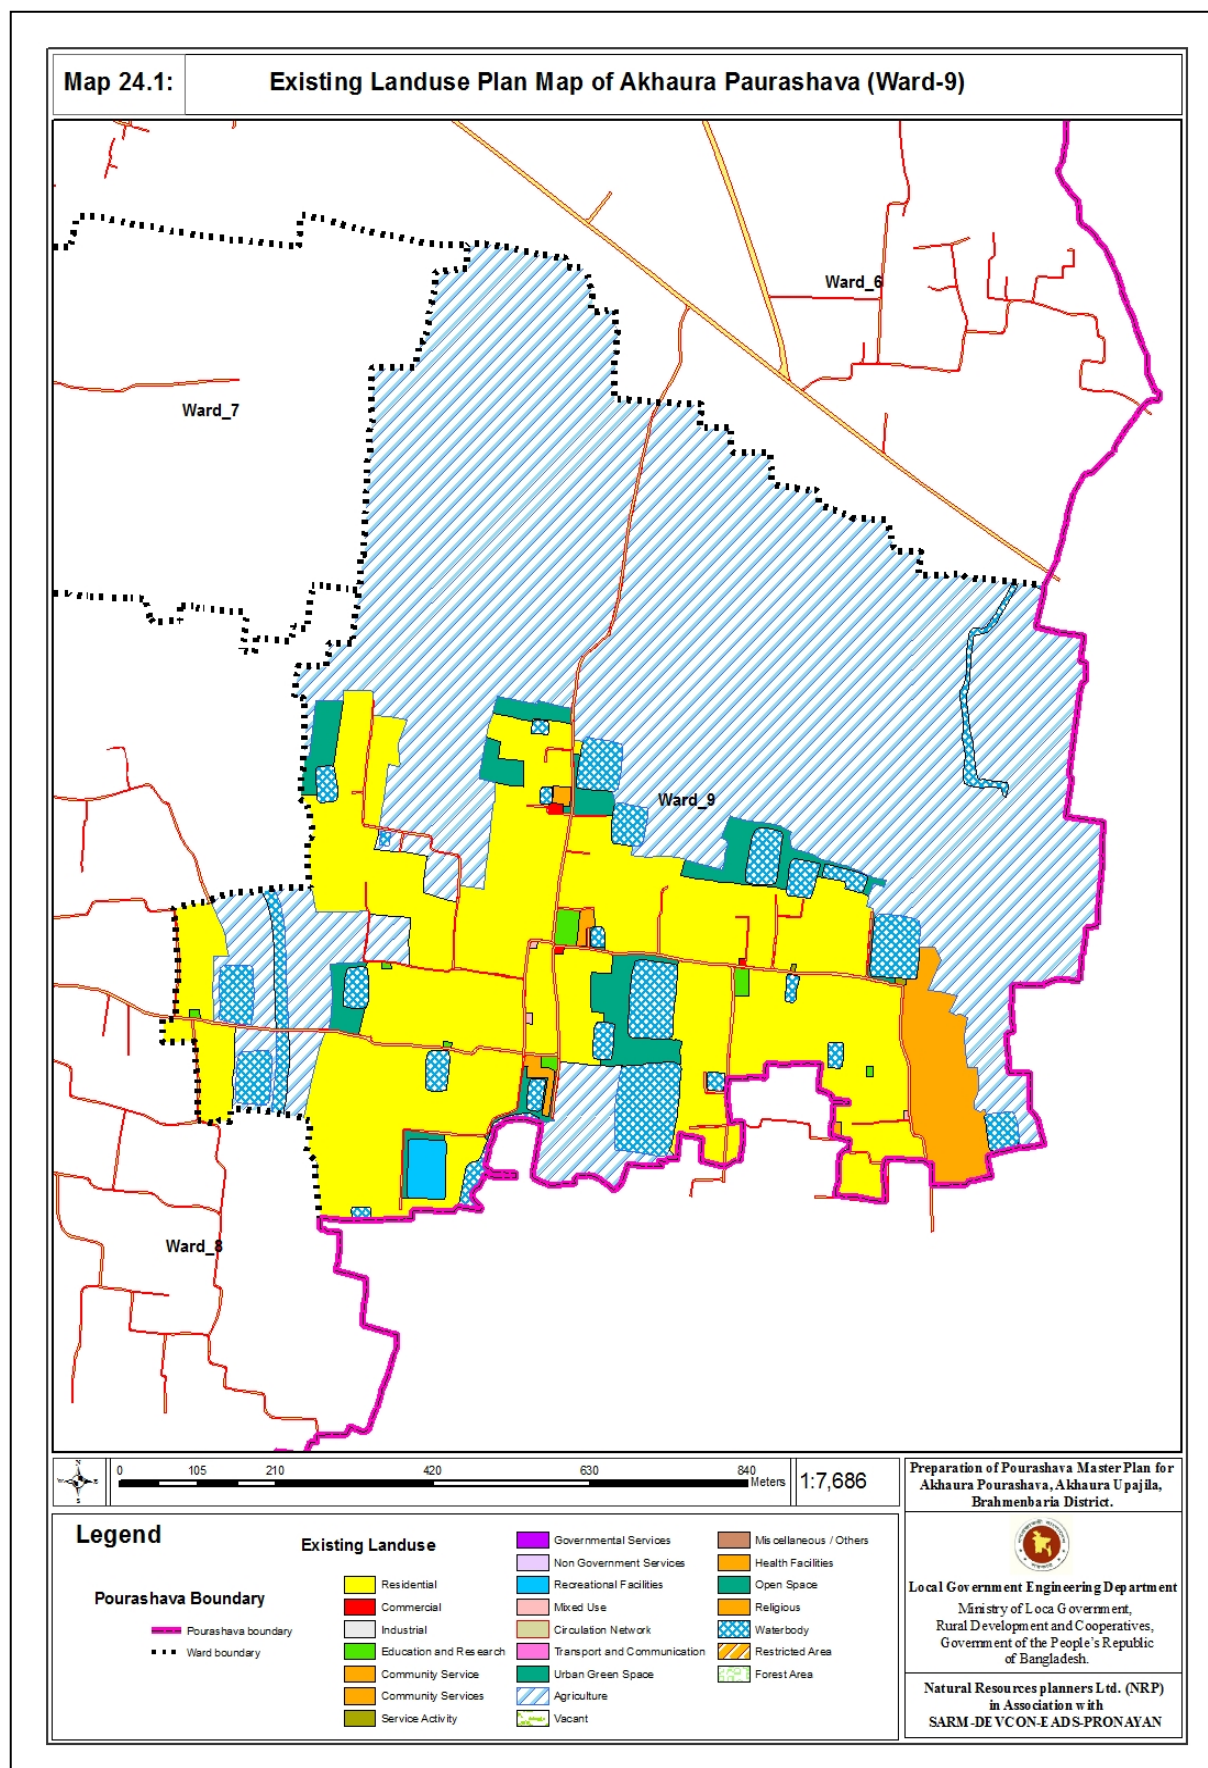 Map 24.1:
Existing Landuse Plan Map of Akhaura Paurashava (Ward-9)
Ward_6
Ward_7
Ward_9
Ward_8
N
W
E
S
0 105 210 420 630 840
Meters
1:7,686
Preparation of Pourashava Master Plan for
Akhaura Pourashava, Akhaura Upajila,
Brahmenbaria District.
Local Government Engineering Department
Ministry of Loca Government,
Rural Development and Cooperatives,
Government of the People's Republic
of Bangladesh.
Natural Resources planners Ltd. (NRP)
in Association with
SARM-DEVCON-EADS-PRONAYAN
Legend
Pourashava Boundary
Pourashava boundary
Ward boundary
Existing Landuse
Residential
Commercial
Industrial
Education and Research
Community Service
Community Services
Service Activity
Governmental Services
Non Government Services
Recreational Facilities
Mixed Use
Circulation Network
Transport and Communication
Urban Green Space
Agriculture
Vacant
Miscellaneous / Others
Health Facilities
Open Space
Religious
Waterbody
Restricted Area
Forest Area